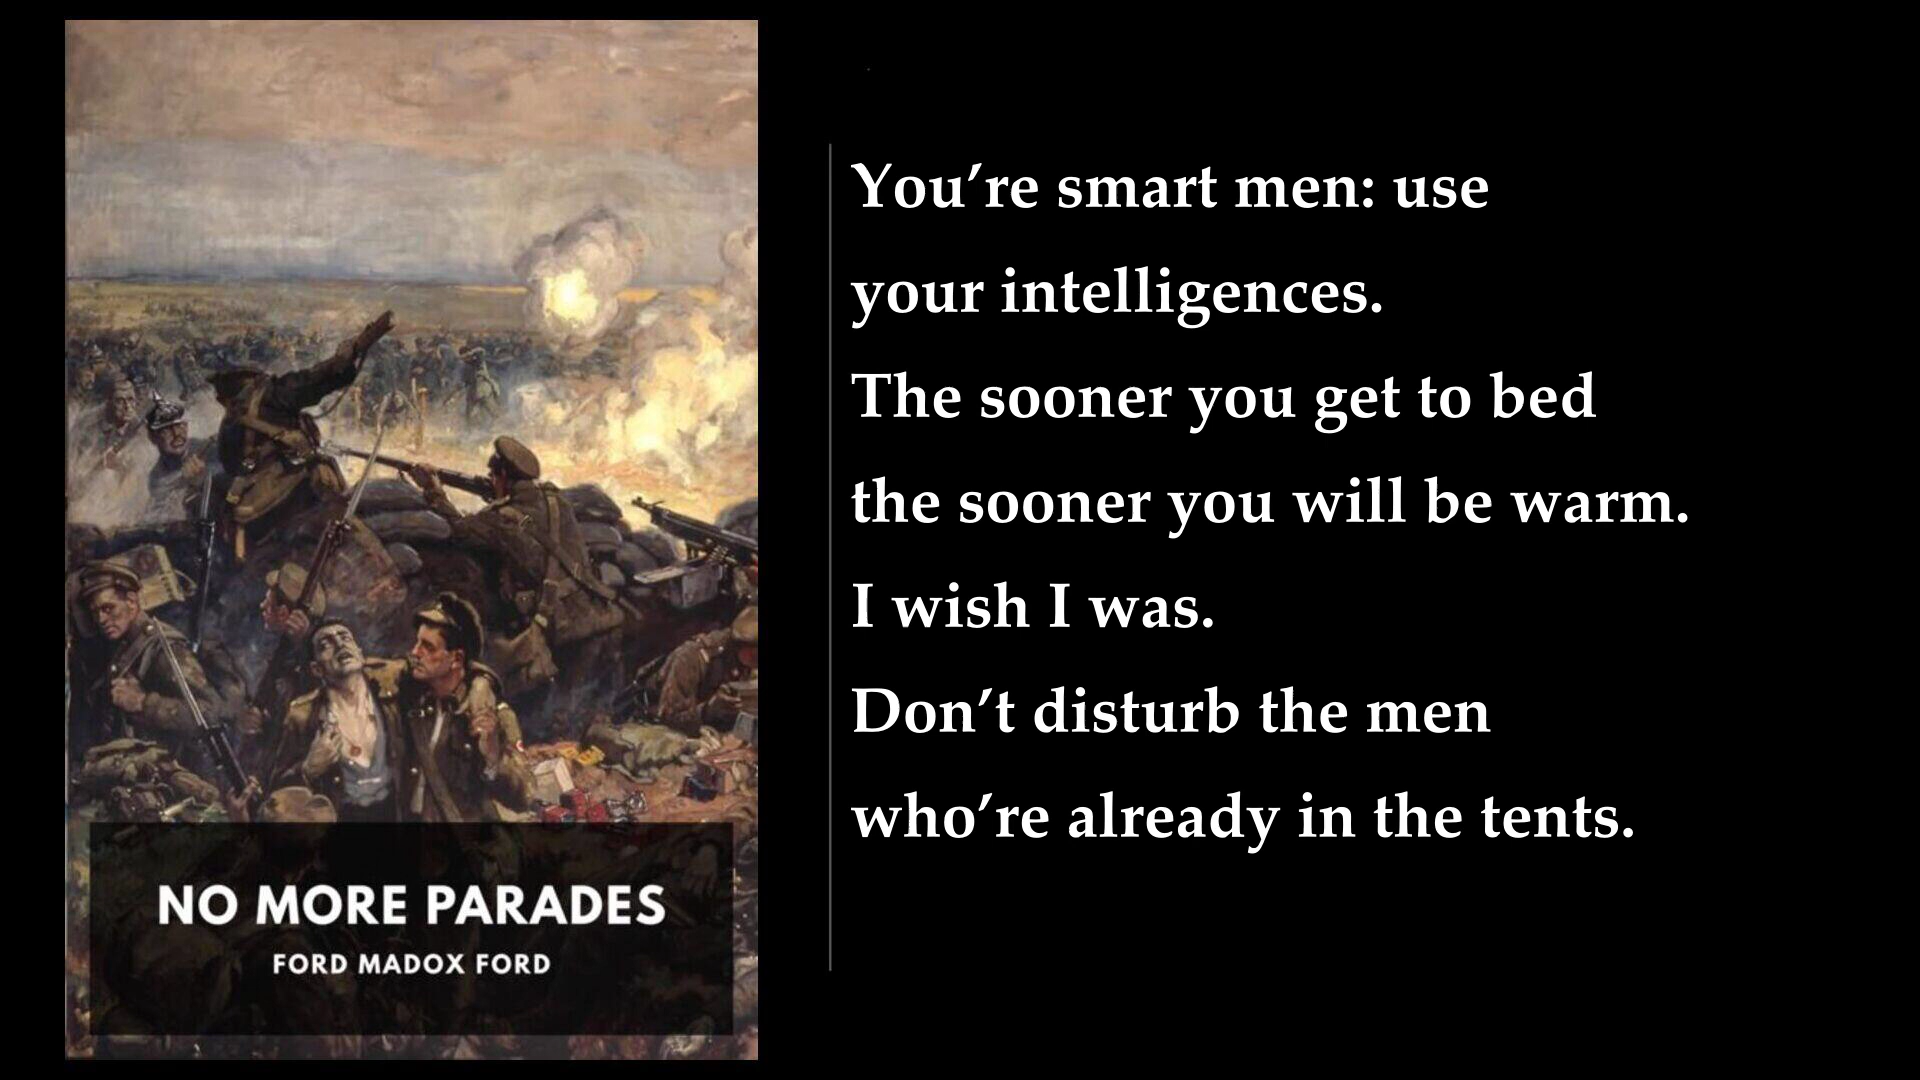 You’re smart men: use
your intelligences.
The sooner you get to bed
the sooner you will be warm.
I wish I was.
Don’t disturb the men
who’re already in the tents.
NO MORE PARADES
FORD MADOX FORD